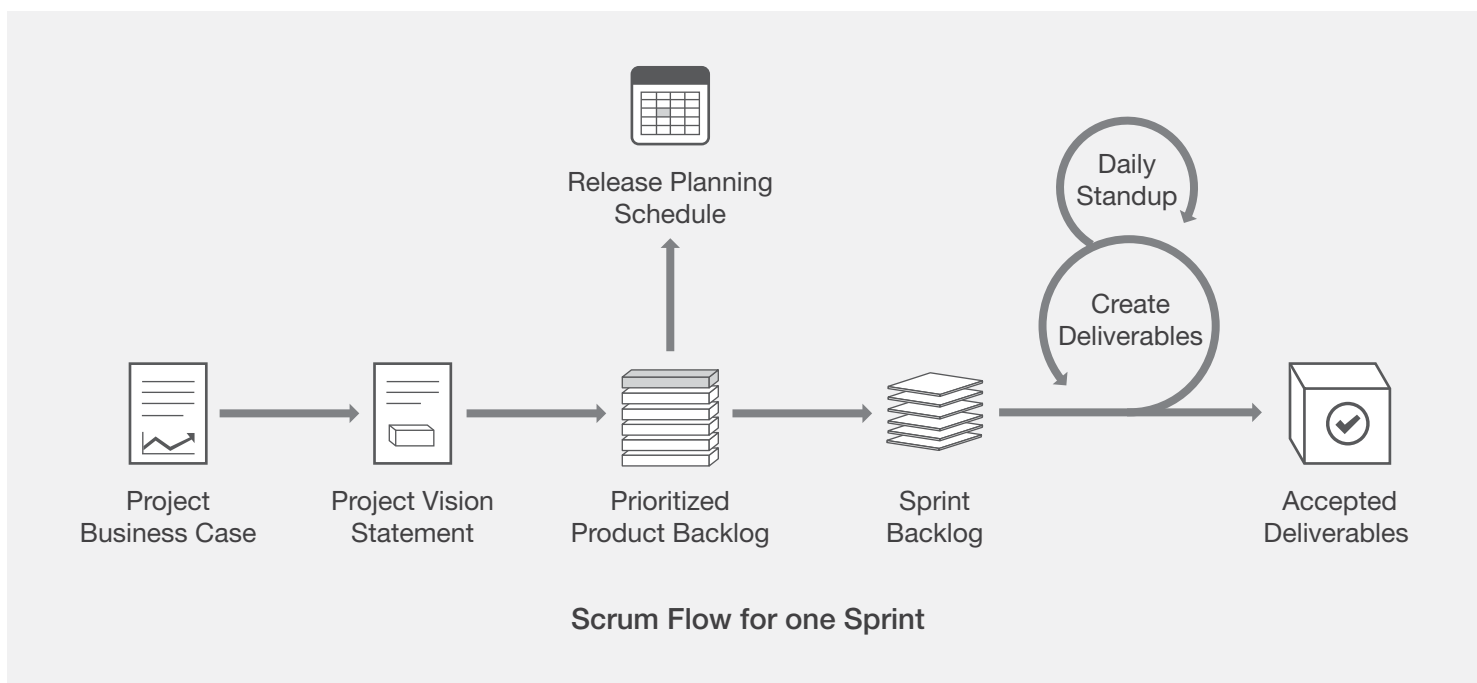 Release Planning
Schedule
Daily
Standup
Create
Deliverables
Project
Business Case
Project Vision
Statement
Prioritized
Product Backlog
Sprint
Backlog
Accepted
Deliverables
Scrum Flow for one Sprint